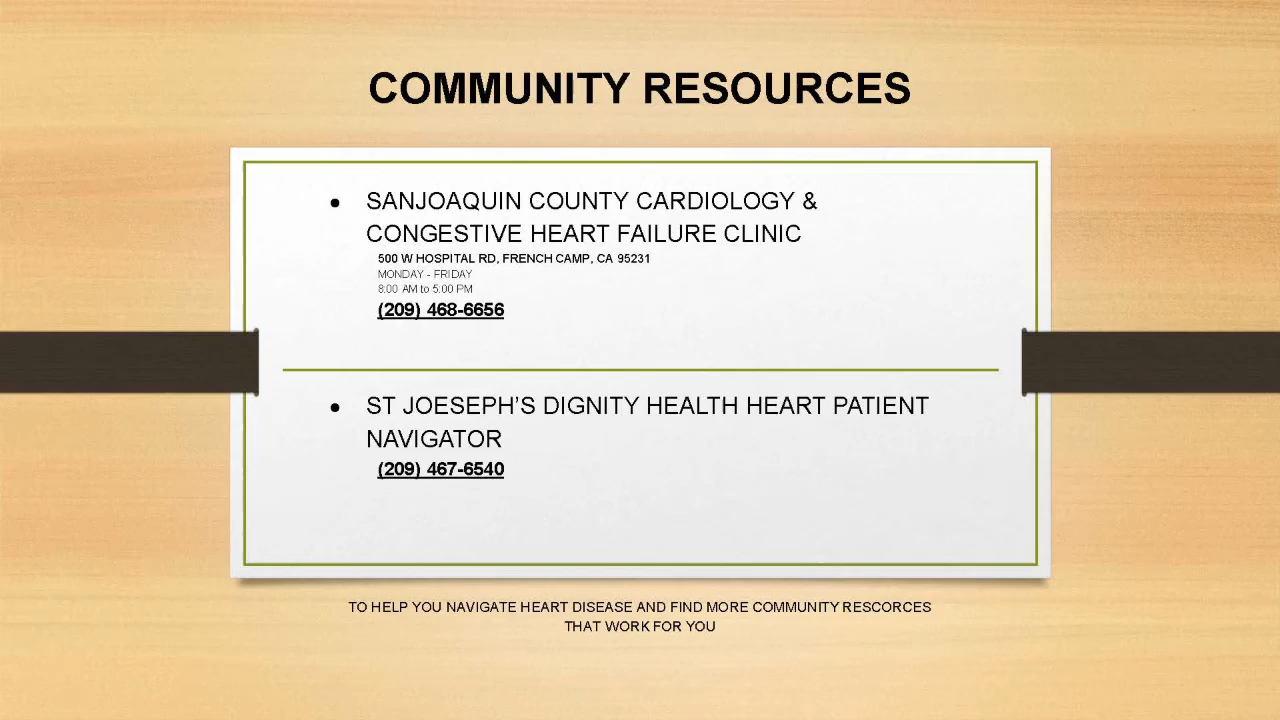 COMMUNITY RESOURCES
• SANJOAQUIN COUNTY CARDIOLOGY &
CONGESTIVE HEART FAILURE CLINIC
500 W HOSPITAL RD, FRENCH CAMP, CA 95231
MONDAY - FRIDAY
8:00 AM to 5:00 PM
(209) 468-6656
• ST JOESEPH'S DIGNITY HEALTH HEART PATIENT
NAVIGATOR
(209) 467-6540
TO HELP YOU NAVIGATE HEART DISEASE AND FIND MORE COMMUNITY RESCORCES
THAT WORK FOR YOU